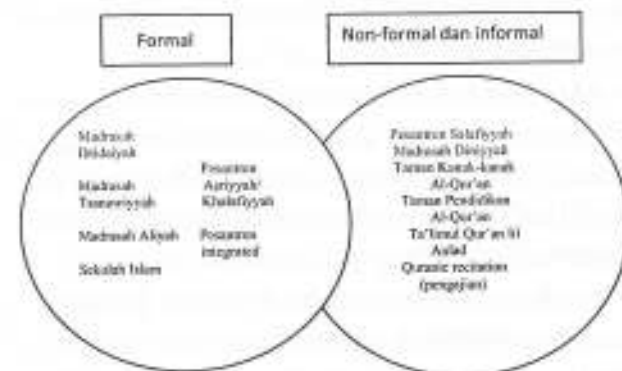 Formal
Non-formal dan informal
Madrasah
Ibtidaiyah
Madrasah
Tsanawiyyah
Madrasah Aliyah
Sekolah Islam
Pesantren
Asriyyah/
Khalafiyyah
Pesantren
integrated
Pesantren Salafiyyah
Madrasah Diniyyah
Taman Kanak-kanak
Al-Qur'an
Taman Pendidikan
Al-Qur'an
Ta'limul Qur'an lil
Aulad
Quranic recitation
(pengajian)